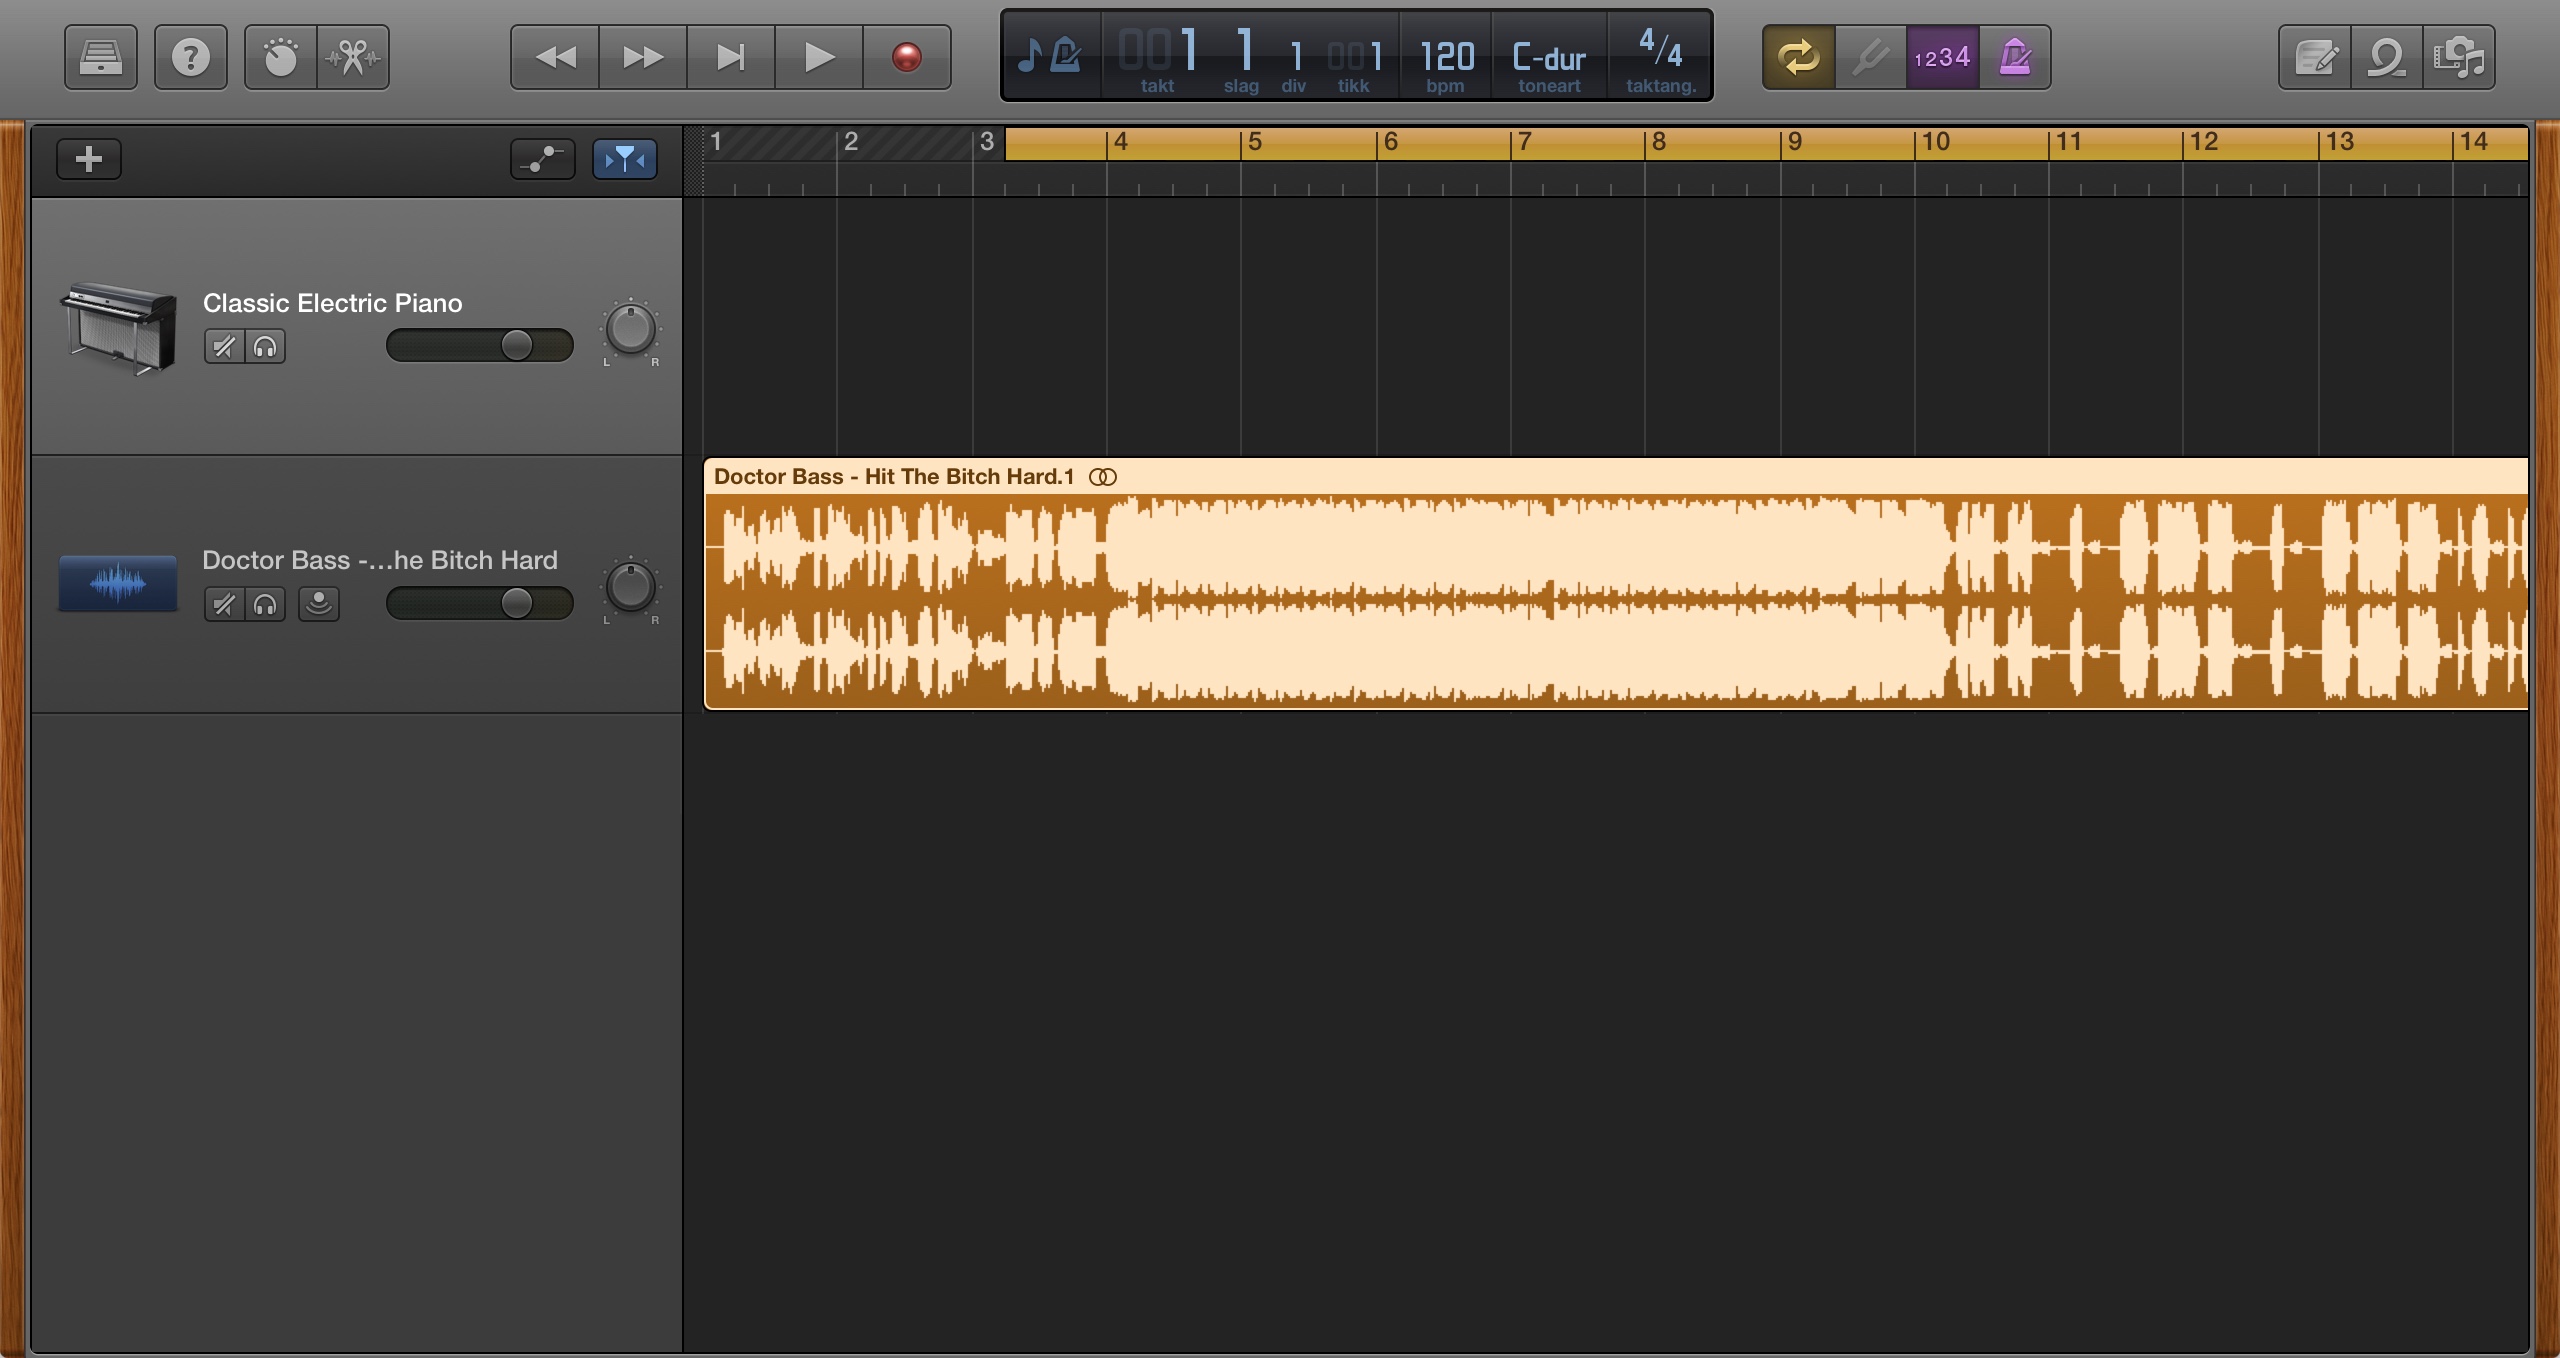 ?
001 1 1 001 120 C-dur 4/4
takt slag div tikk bpm toneart taktang.
1234
1 2 3 4 5 6 7 8 9 10 11 12 13 14
Classic Electric Piano
L R
Doctor Bass - Hit The Bitch Hard.1
Doctor Bass -...he Bitch Hard
L R